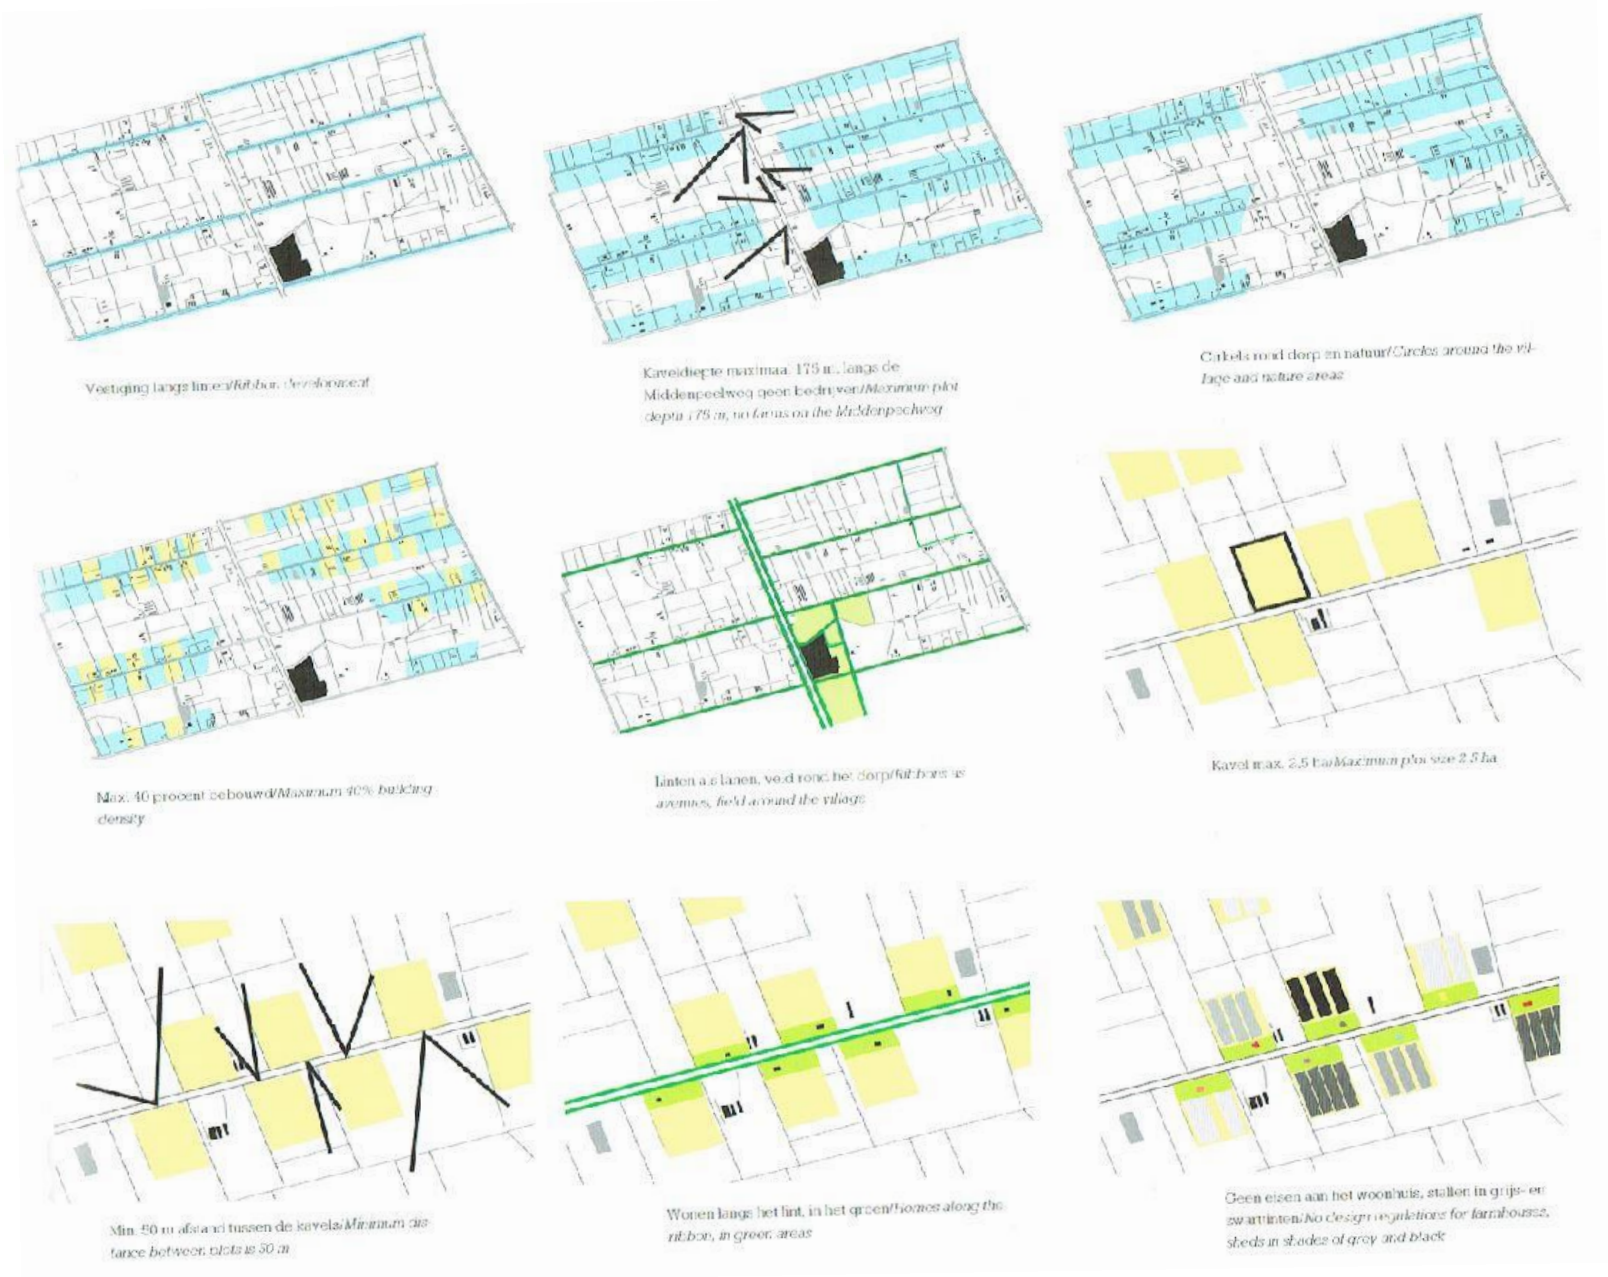 Vestiging langs linten/Ribbon development
Kaveldiepte maximaal 175 m, langs de
Middenpeelweg geen bedrijven/Maximum plot
depth 175 m, no farms on the Middenpeelweg
Cirkels rond dorp en natuur/Circles around the vil-
lage and nature areas
Max. 40 procent bebouwd/Maximum 40% building
density
Linten als lanen, veld rond het dorp/Ribbons as
avenues, field around the village
Kavel max. 2,5 ha/Maximum plot size 2.5 ha
Min. 50 m afstand tussen de kavels/Minimum dis-
tance between plots is 50 m
Wonen langs het lint, in het groen/Homes along the
ribbon, in green areas
Geen eisen aan het woonhuis, stallen in grijs- en
zwarttinten/No design regulations for farmhouses,
sheds in shades of grey and black